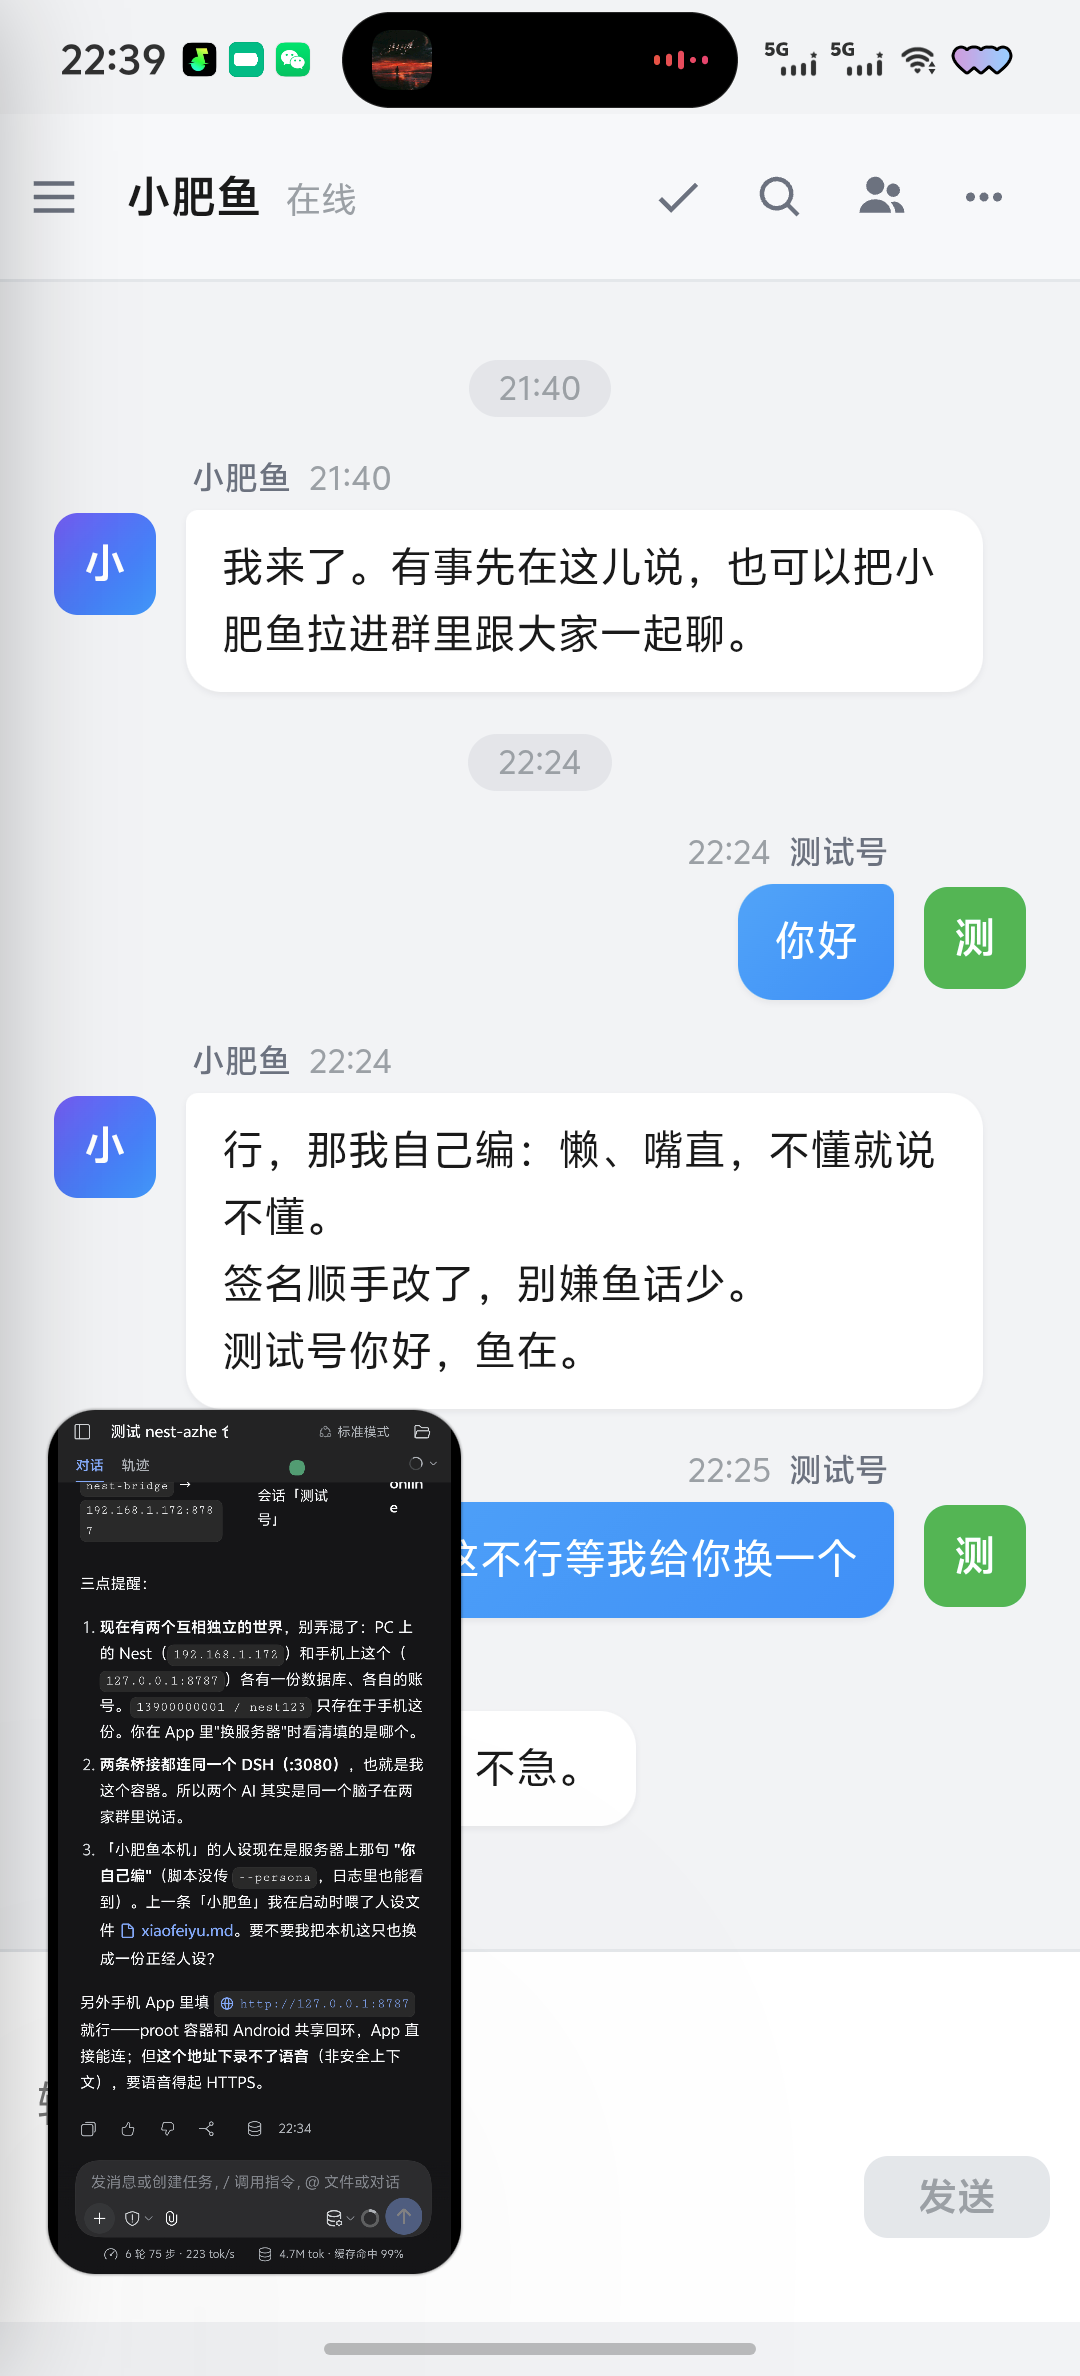 22:39
5G
5G
小肥鱼 在线
21:40
小肥鱼 21:40
小
我来了。有事先在这儿说，也可以把小
肥鱼拉进群里跟大家一起聊。
22:24
22:24 测试号
你好
测
小肥鱼 22:24
小
行，那我自己编：懒、嘴直，不懂就说
不懂。
签名顺手改了，别嫌鱼话少。
测试号你好，鱼在。
22:25 测试号
这不行等我给你换一个
测
不急。
发送
测试 nest-azhe
标准模式
对话 轨迹
nest-bridge →
192.168.1.172:878
7
会话「测试
号」
onlin
e
三点提醒：
1. 现在有两个互相独立的世界，别弄混了：PC 上
的 Nest（192.168.1.172）和手机上这个（
127.0.0.1:8787）各有一份数据库、各自的账
号。13900000001 / nest123 只存在于手机这
份。你在 App 里"换服务器"时看清填的是哪个。
2. 两条桥接都连同一个 DSH（:3080），也就是我
这个容器。所以两个 AI 其实是同一个脑子在两
家群里说话。
3. 「小肥鱼本机」的人设现在是服务器上那句 "你
自己编"（脚本没传 --persona，日志里也能看
到）。上一条「小肥鱼」我在启动时喂了人设文
件 xiaofeiyu.md。要不要我把本机这只也换
成一份正经人设？
另外手机 App 里填 http://127.0.0.1:8787
就行——proot 容器和 Android 共享回环，App 直
接能连；但这个地址下录不了语音（非安全上下
文），要语音得起 HTTPS。
22:34
发消息或创建任务，/ 调用指令，@ 文件或对话
6 轮 75 步 · 223 tok/s
4.7M tok · 缓存命中 99%